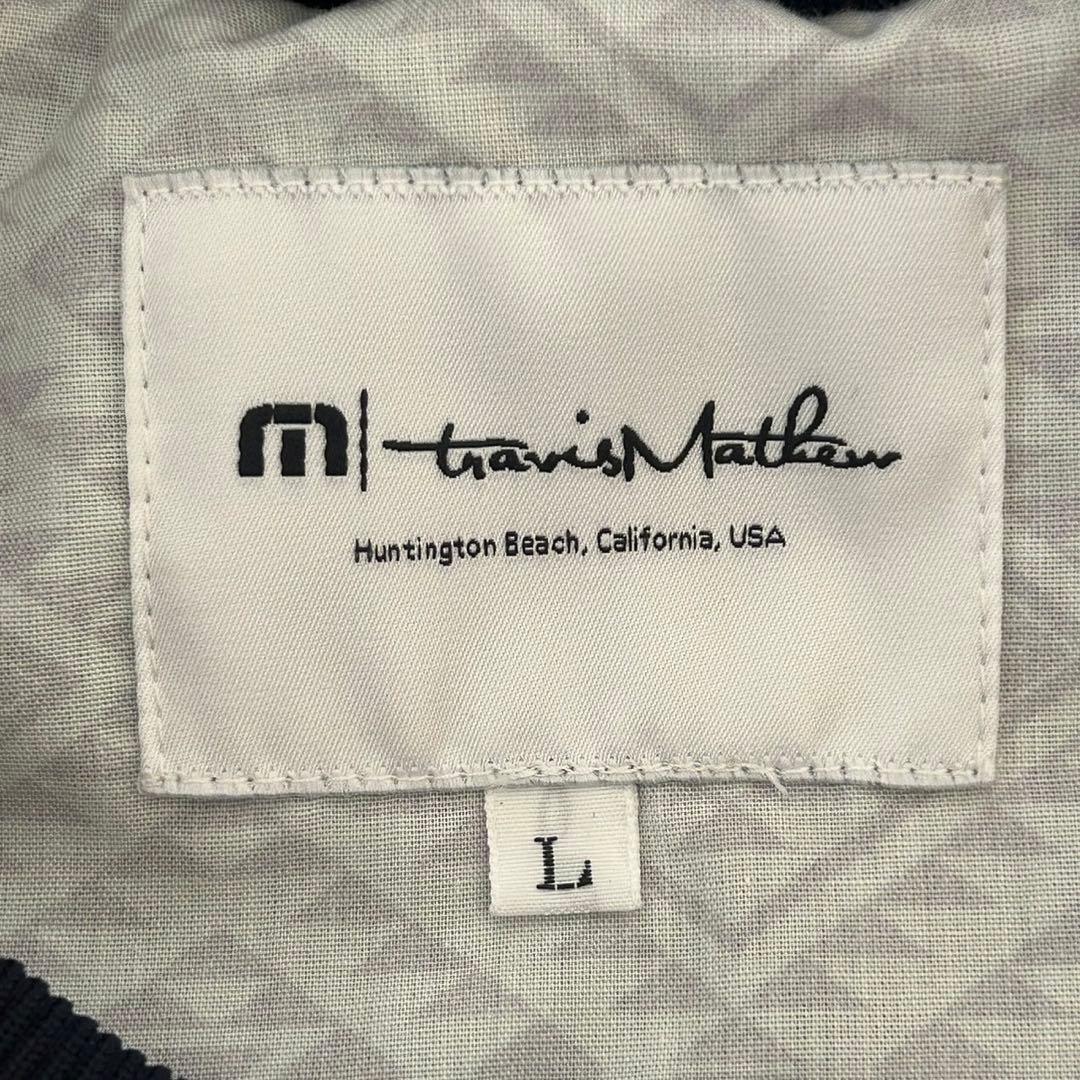 travisMathew
Huntington Beach, California, USA
L